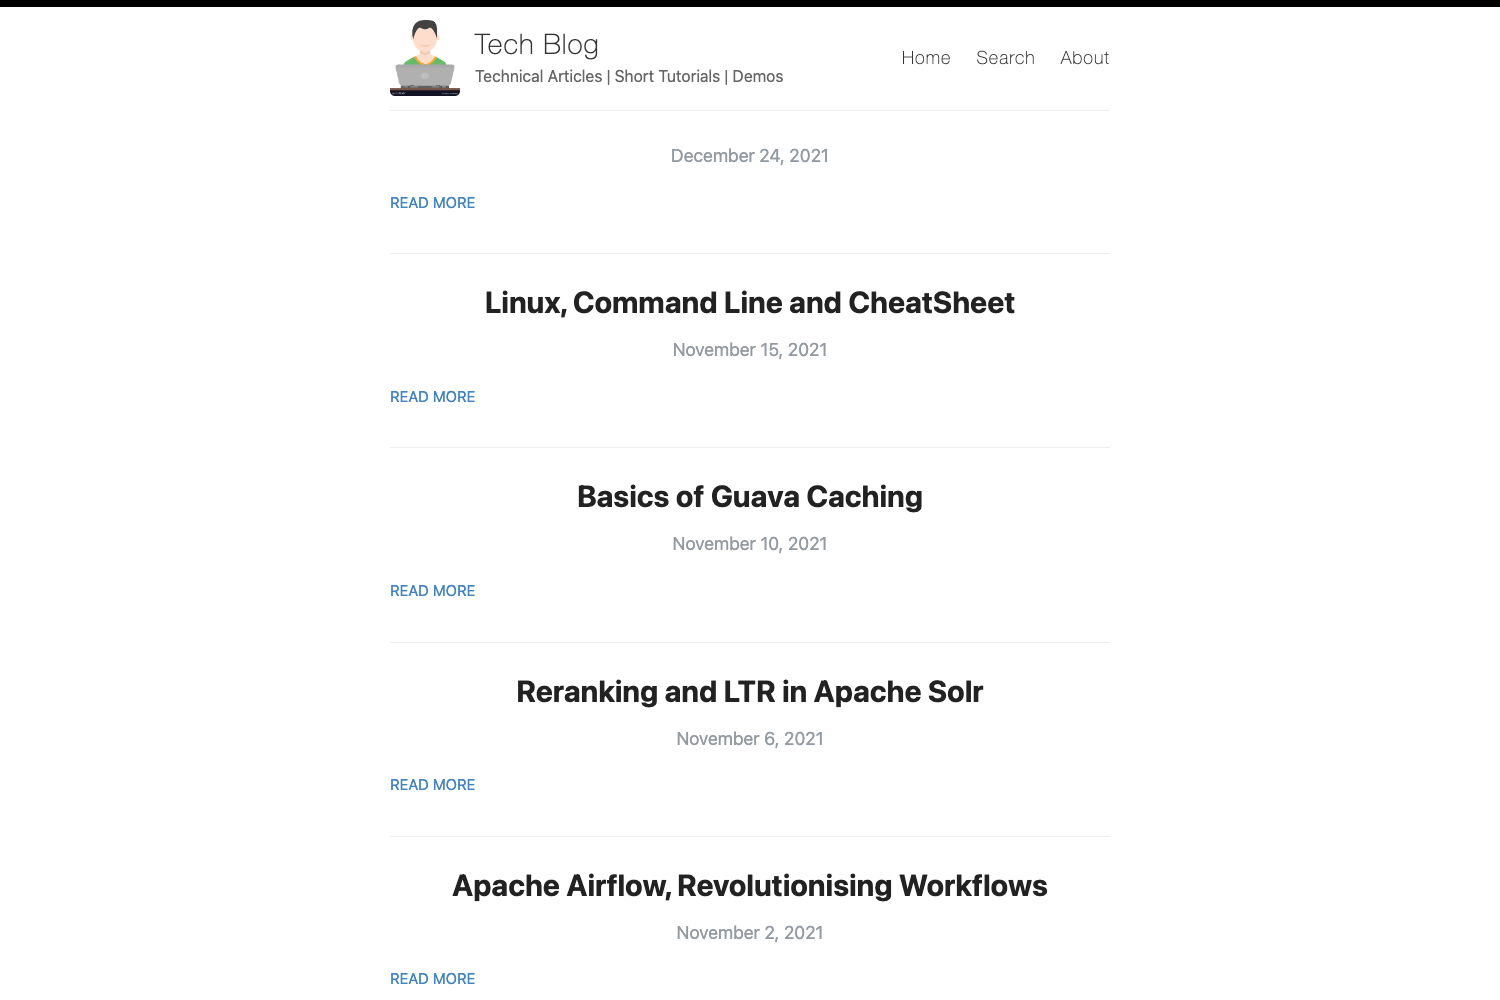 Tech Blog
Technical Articles | Short Tutorials | Demos
Home Search About
December 24, 2021
READ MORE
Linux, Command Line and CheatSheet
November 15, 2021
READ MORE
Basics of Guava Caching
November 10, 2021
READ MORE
Reranking and LTR in Apache Solr
November 6, 2021
READ MORE
Apache Airflow, Revolutionising Workflows
November 2, 2021
READ MORE